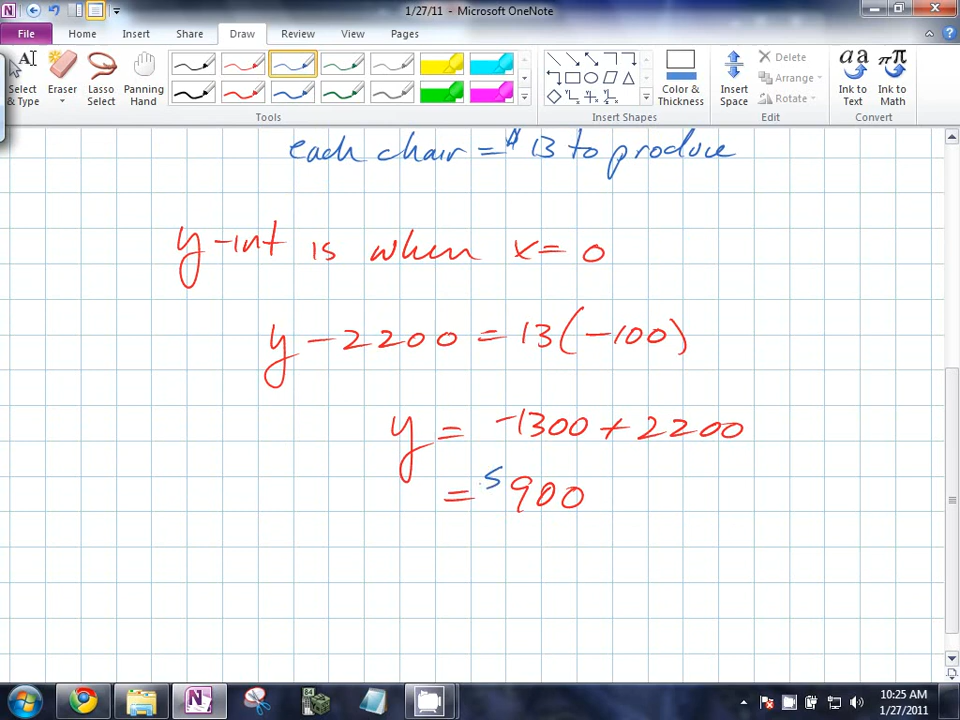 1/27/11 - Microsoft OneNote
File Home Insert Share Draw Review View Pages
Select & Type Eraser Lasso Select Panning Hand Color & Thickness Insert Space Delete Arrange Rotate Ink to Text Ink to Math
Tools Insert Shapes Edit Convert
each chair = $ 13 to produce
y-int is when x = 0
y - 2200 = 13(-100)
y = -1300 + 2200
= 900
10:25 AM
1/27/2011